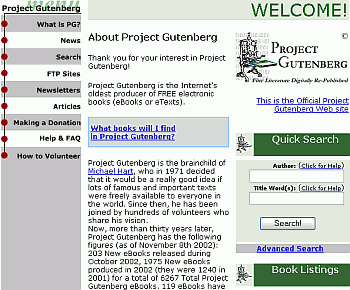 menu
Project Gutenberg
What is PG?
News
Search
FTP Sites
Newsletters
Articles
Making a Donation
Help & FAQ
How to Volunteer
About Project Gutenberg
Thank you for your interest in Project
Gutenberg!
Project Gutenberg is the Internet's
oldest producer of FREE electronic
books (eBooks or eTexts).
What books will I find
in Project Gutenberg?
Project Gutenberg is the brainchild of
Michael Hart, who in 1971 decided
that it would be a really good idea if
lots of famous and important texts
were freely available to everyone in
the world. Since then, he has been
joined by hundreds of volunteers who
share his vision.
Now, more than thirty years later,
Project Gutenberg has the following
figures (as of November 8th 2002):
203 New eBooks released during
October 2002, 1975 New eBooks
produced in 2002 (they were 1240 in
2001) for a total of 6267 Total Project
Gutenberg eBooks. 119 eBooks have
WELCOME!
©
PROJECT
GUTENBERG
Fine Literature Digitally Re-Published
This is the Official Project
Gutenberg Web site
Quick Search
Author: (Click for Help)
Title Word(s): (Click for Help)
Search!
Advanced Search
Book Listings